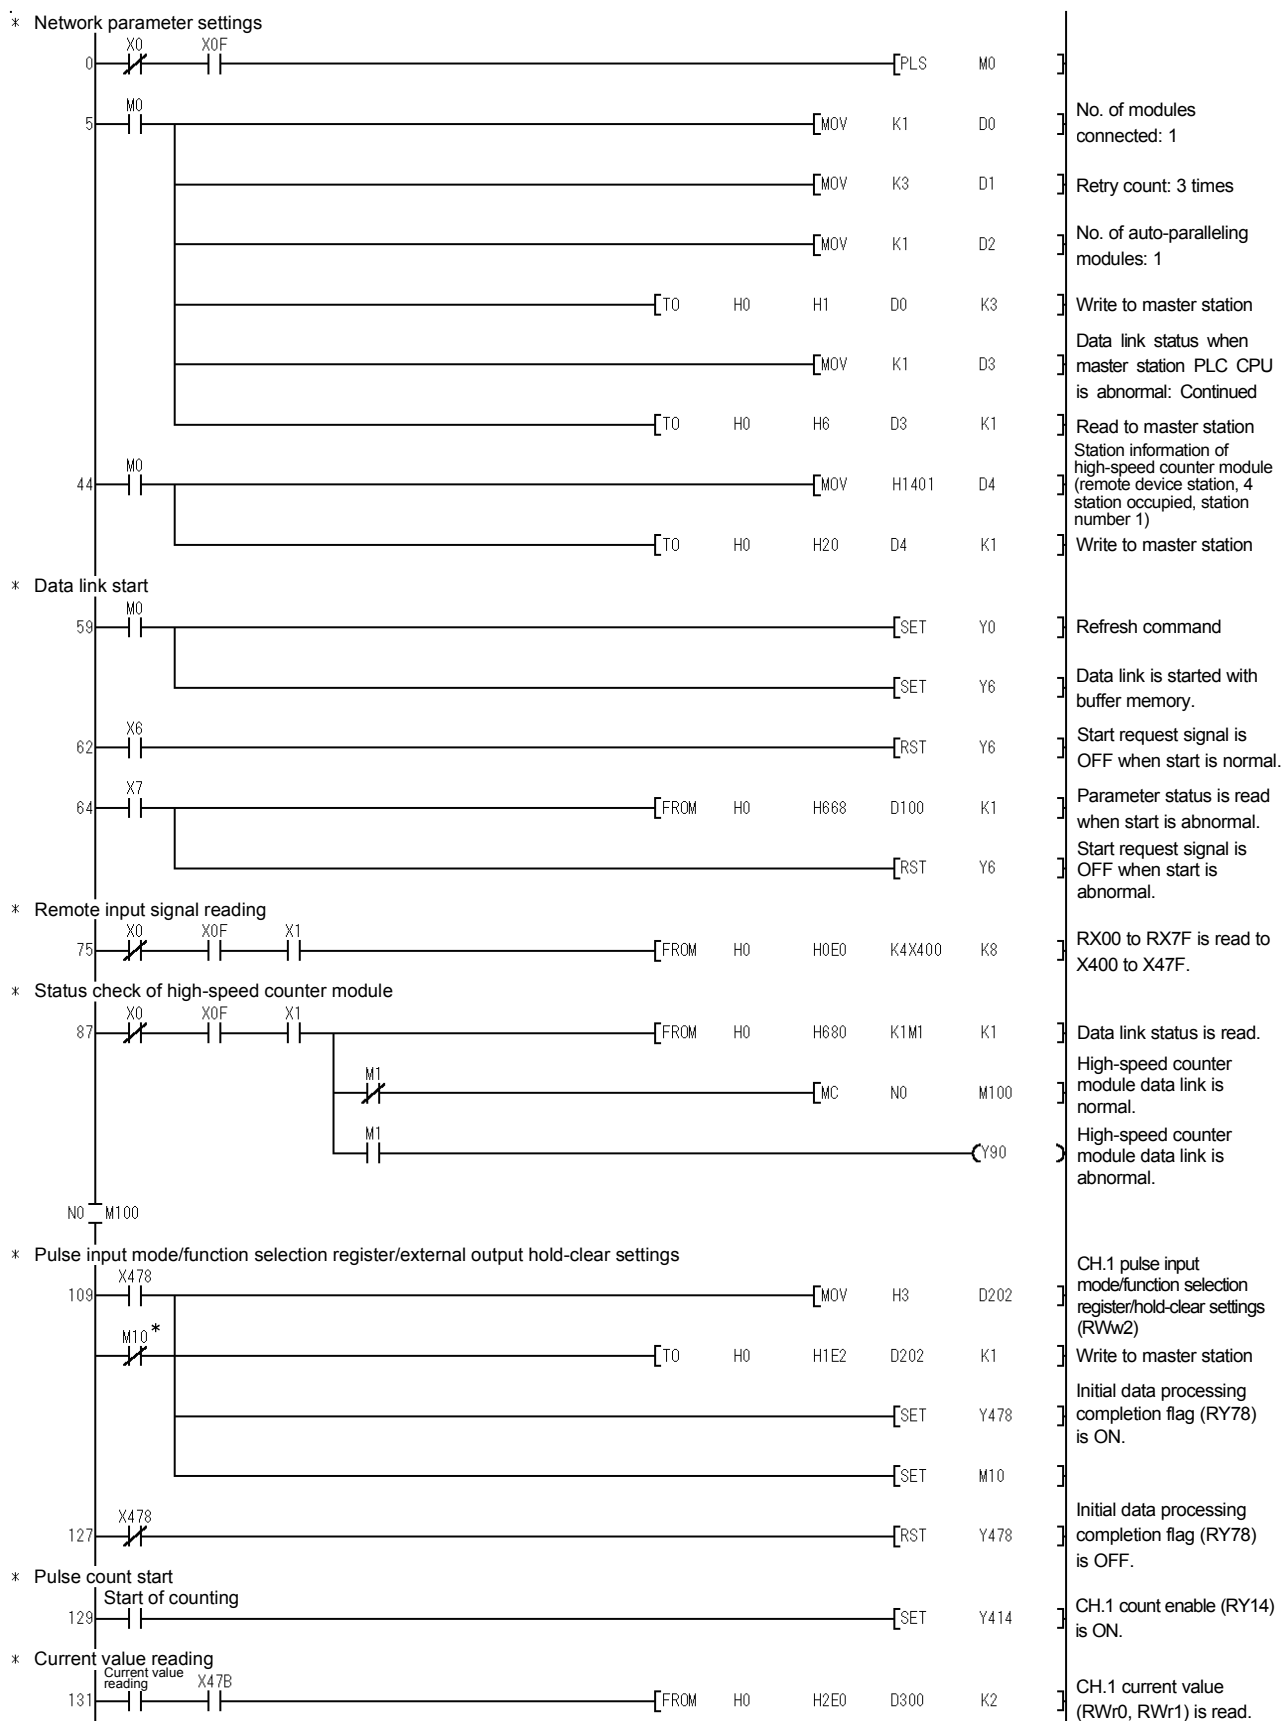 * Network parameter settings
X0 X0F
0 PLS M0
M0
5 MOV K1 D0
No. of modules
connected: 1
MOV K3 D1 Retry count: 3 times
MOV K1 D2
No. of auto-paralleling
modules: 1
TO H0 H1 D0 K3 Write to master station
MOV K1 D3
Data link status when
master station PLC CPU
is abnormal: Continued
TO H0 H6 D3 K1 Read to master station
M0
44 MOV H1401 D4
Station information of
high-speed counter module
(remote device station, 4
station occupied, station
number 1)
TO H0 H20 D4 K1 Write to master station
* Data link start
M0
59 SET Y0 Refresh command
SET Y6
Data link is started with
buffer memory.
X6
62 RST Y6
Start request signal is
OFF when start is normal.
X7
64 FROM H0 H668 D100 K1
Parameter status is read
when start is abnormal.
RST Y6
Start request signal is
OFF when start is
abnormal.
* Remote input signal reading
X0 X0F X1
75 FROM H0 H0E0 K4X400 K8
RX00 to RX7F is read to
X400 to X47F.
* Status check of high-speed counter module
X0 X0F X1
87 FROM H0 H680 K1M1 K1 Data link status is read.
M1
MC N0 M100
High-speed counter
module data link is
normal.
M1
Y90
High-speed counter
module data link is
abnormal.
N0 M100
* Pulse input mode/function selection register/external output hold-clear settings
X478
109 MOV H3 D202
CH.1 pulse input
mode/function selection
register/hold-clear settings
(RWw2)
M10 *
TO H0 H1E2 D202 K1 Write to master station
SET Y478
Initial data processing
completion flag (RY78)
is ON.
SET M10
X478
127 RST Y478
Initial data processing
completion flag (RY78)
is OFF.
* Pulse count start
Start of counting
129 SET Y414
CH.1 count enable (RY14)
is ON.
* Current value reading
Current value
reading X47B
131 FROM H0 H2E0 D300 K2
CH.1 current value
(RWr0, RWr1) is read.